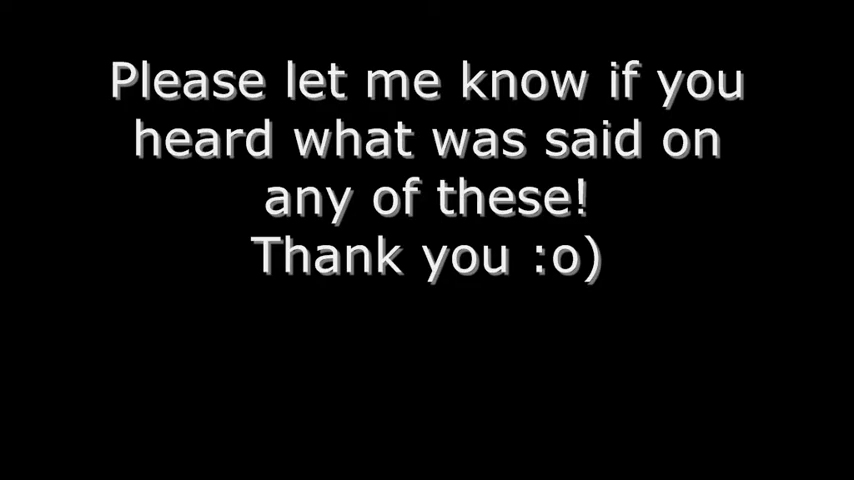 Please let me know if you
heard what was said on
any of these!
Thank you :o)